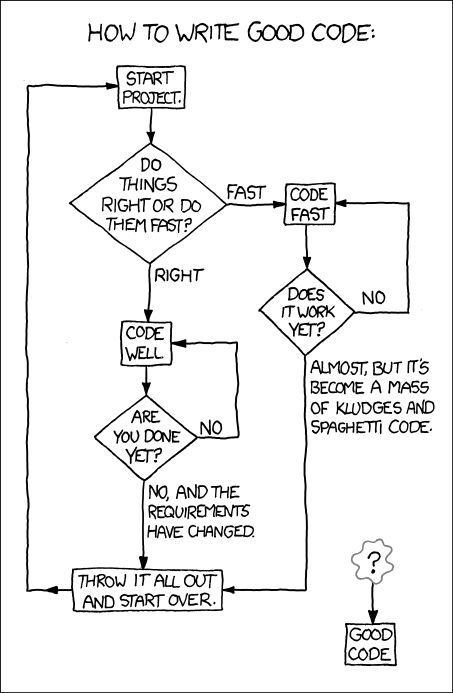 HOW TO WRITE GOOD CODE:
START
PROJECT.
DO
THINGS
RIGHT OR DO
THEM FAST?
FAST
CODE
FAST
RIGHT
DOES
IT WORK
YET?
NO
CODE
WELL
ALMOST, BUT IT'S
BECOME A MASS
OF KLUDGES AND
SPAGHETTI CODE.
ARE
YOU DONE
YET?
NO
NO, AND THE
REQUIREMENTS
HAVE CHANGED.
THROW IT ALL OUT
AND START OVER.
?
GOOD
CODE